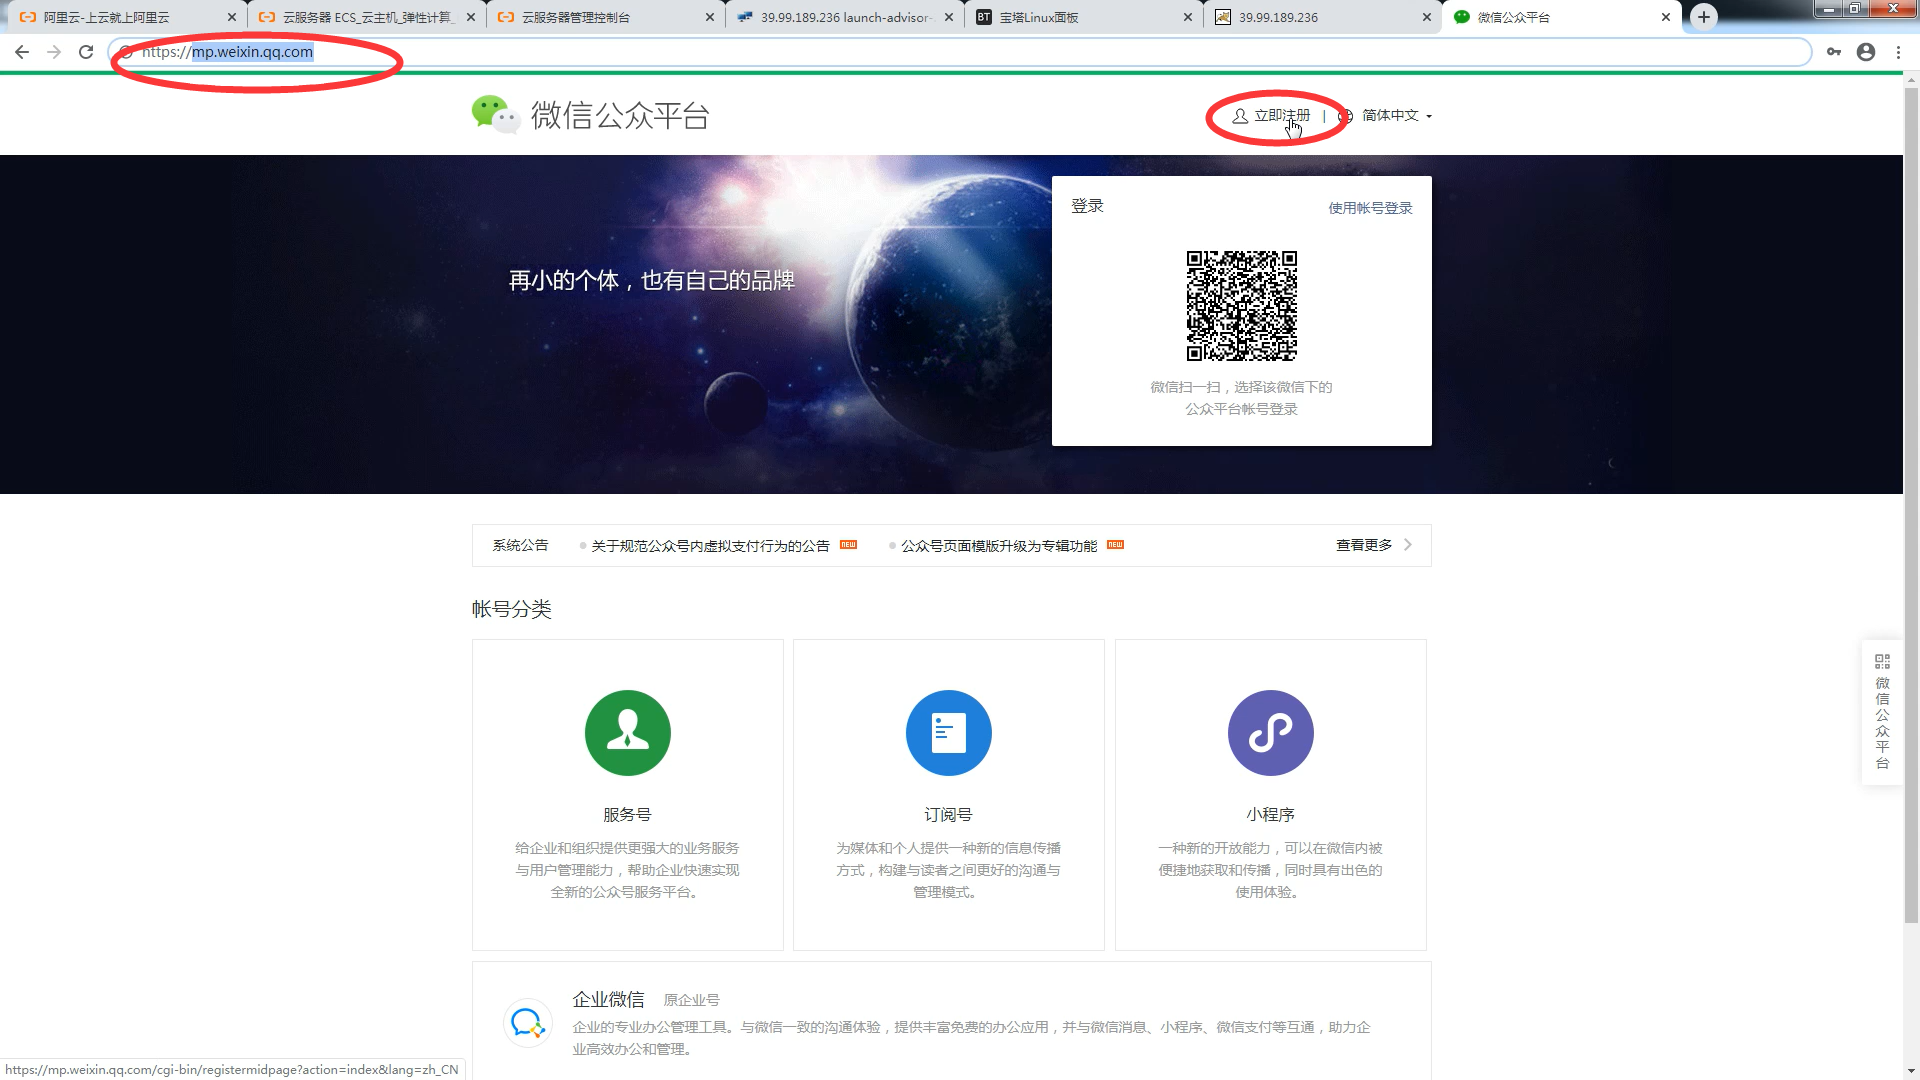 阿里云-上云就上阿里云
云服务器 ECS_云主机_弹性计算_
云服务器管理控制台
39.99.189.236 launch-advisor-
BT 宝塔Linux面板
39.99.189.236
微信公众平台
https://mp.weixin.qq.com
微信公众平台
立即注册 | 简体中文
再小的个体，也有自己的品牌
登录
使用帐号登录
微信扫一扫，选择该微信下的
公众平台帐号登录
系统公告
关于规范公众号内虚拟支付行为的公告 NEW
公众号页面模版升级为专辑功能 NEW
查看更多
帐号分类
服务号
给企业和组织提供更强大的业务服务
与用户管理能力，帮助企业快速实现
全新的公众号服务平台。
订阅号
为媒体和个人提供一种新的信息传播
方式，构建与读者之间更好的沟通与
管理模式。
小程序
一种新的开放能力，可以在微信内被
便捷地获取和传播，同时具有出色的
使用体验。
微信公众平台
企业微信 原企业号
企业的专业办公管理工具。与微信一致的沟通体验，提供丰富免费的办公应用，并与微信消息、小程序、微信支付等互通，助力企
业高效办公和管理。
https://mp.weixin.qq.com/cgi-bin/registermidpage?action=index&lang=zh_CN